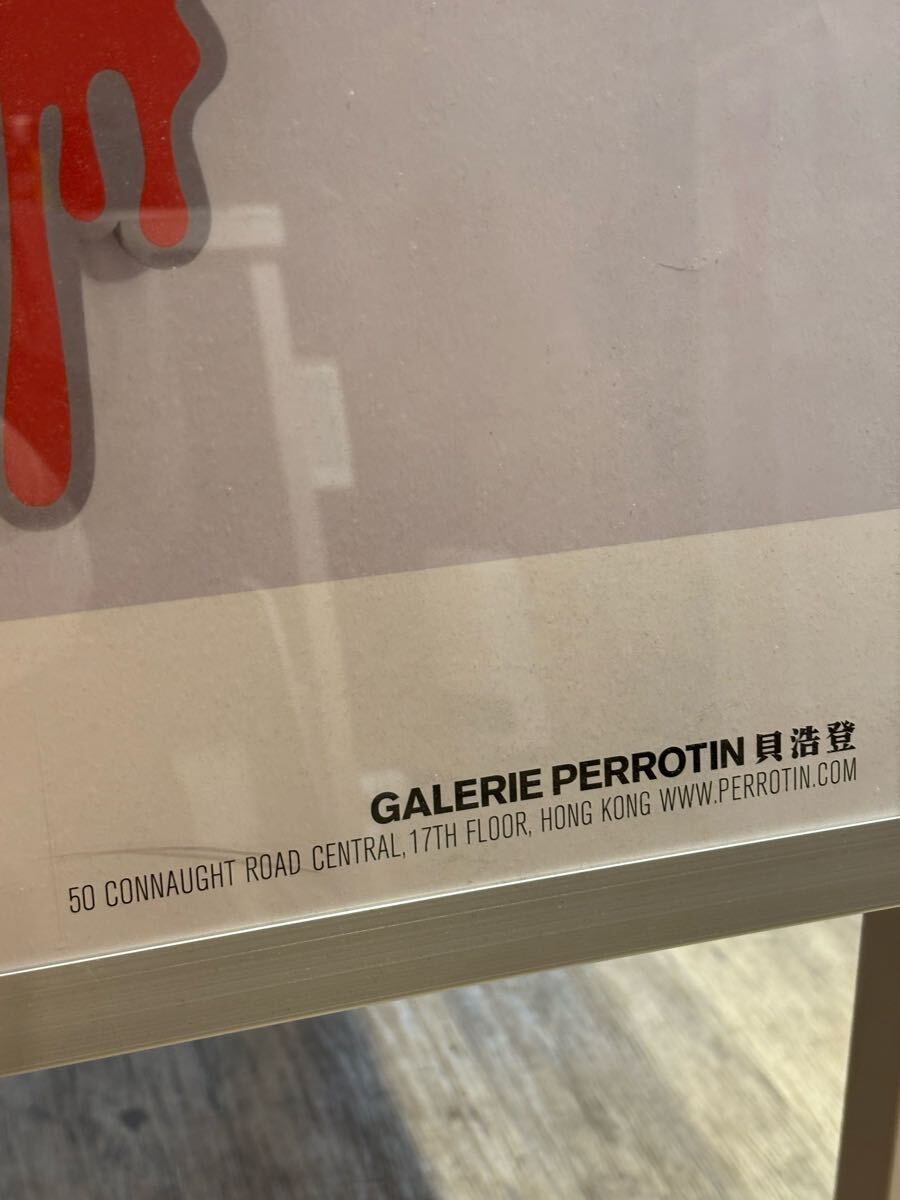 GALERIE PERROTIN 貝浩登
50 CONNAUGHT ROAD CENTRAL, 17TH FLOOR, HONG KONG WWW.PERROTIN.COM